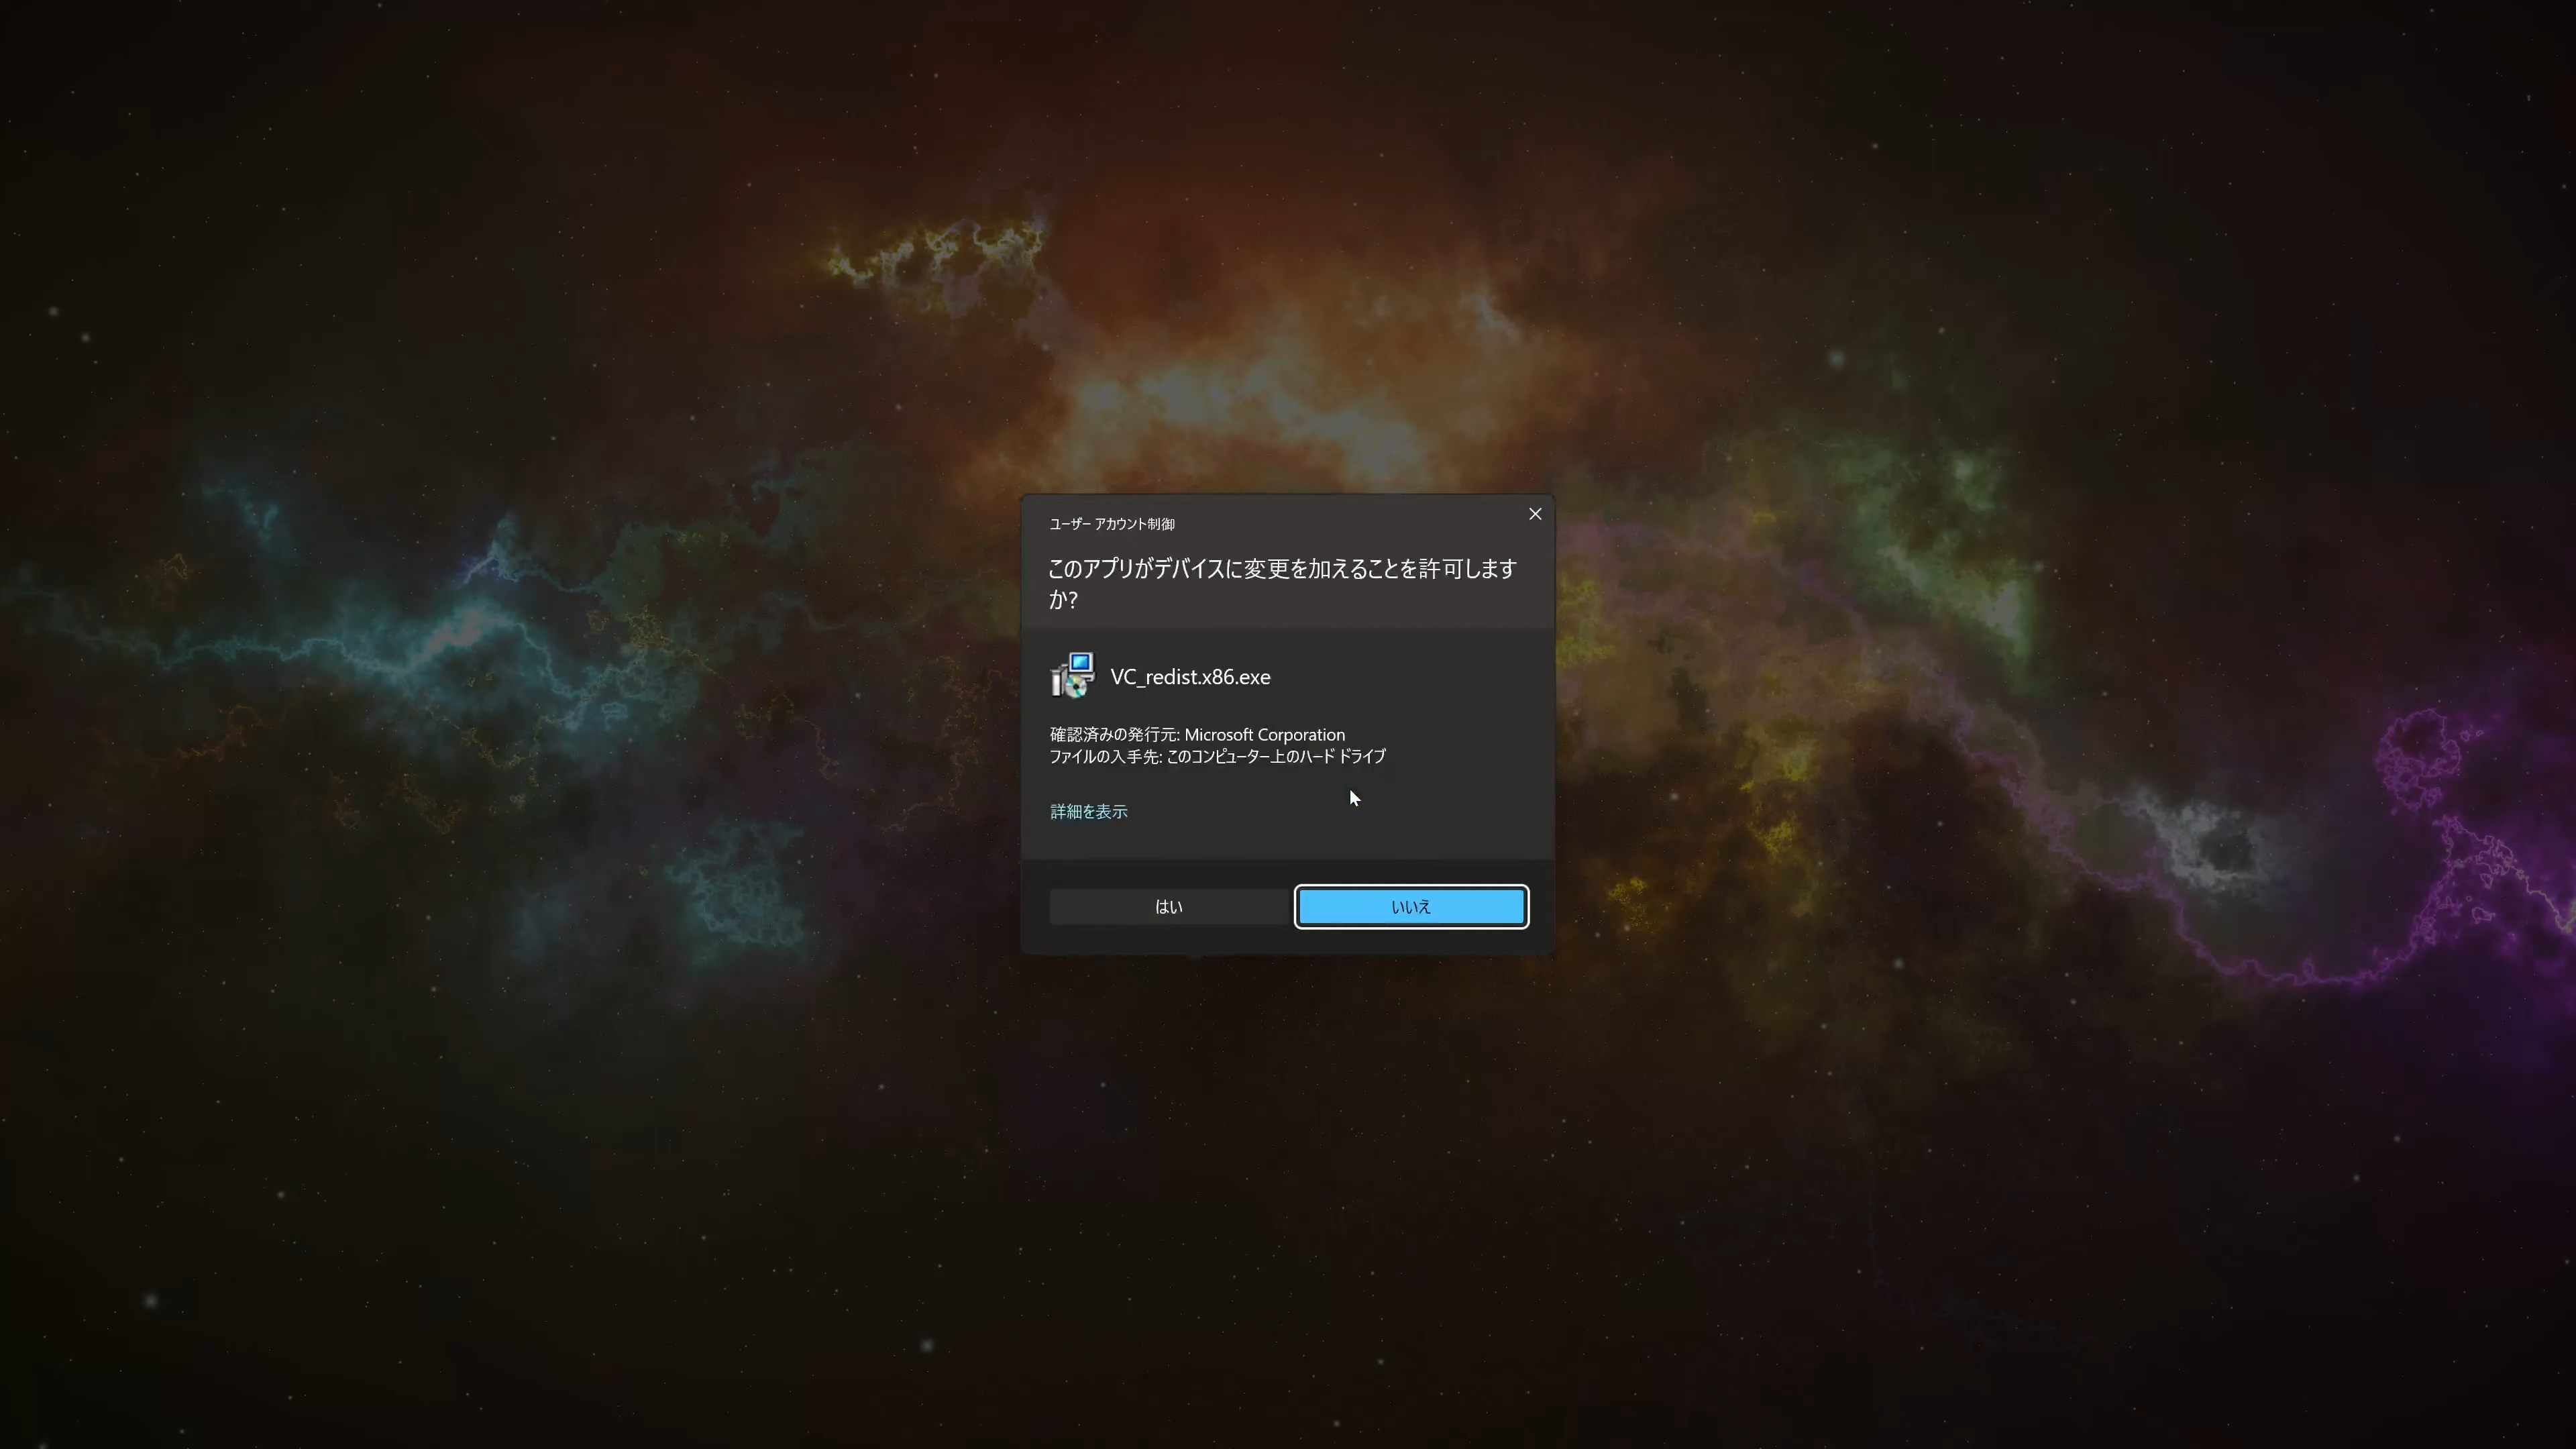 ユーザー アカウント制御
このアプリがデバイスに変更を加えることを許可します
か?
VC_redist.x86.exe
確認済みの発行元: Microsoft Corporation
ファイルの入手先: このコンピューター上のハード ドライブ
詳細を表示
はい
いいえ